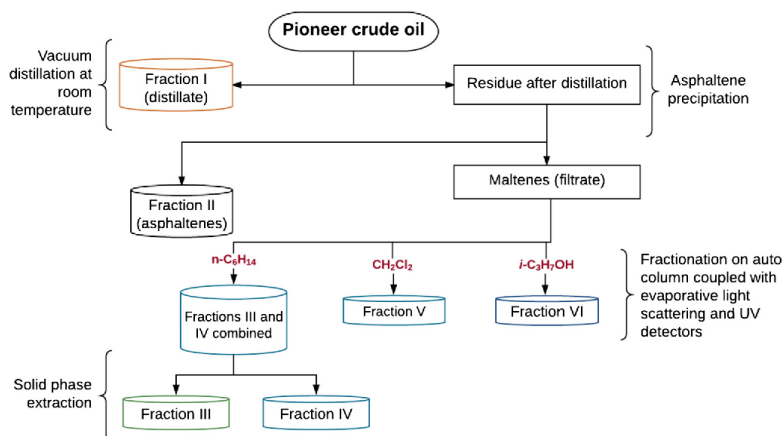 Pioneer crude oil
Vacuum
distillation at
room
temperature
Fraction I
(distillate)
Residue after distillation
Asphaltene
precipitation
Fraction II
(asphaltenes)
Maltenes (filtrate)
n-C₆H₁₄
CH₂Cl₂
i-C₃H₇OH
Fractions III and
IV combined
Fraction V
Fraction VI
Fractionation on auto
column coupled with
evaporative light
scattering and UV
detectors
Solid phase
extraction
Fraction III
Fraction IV